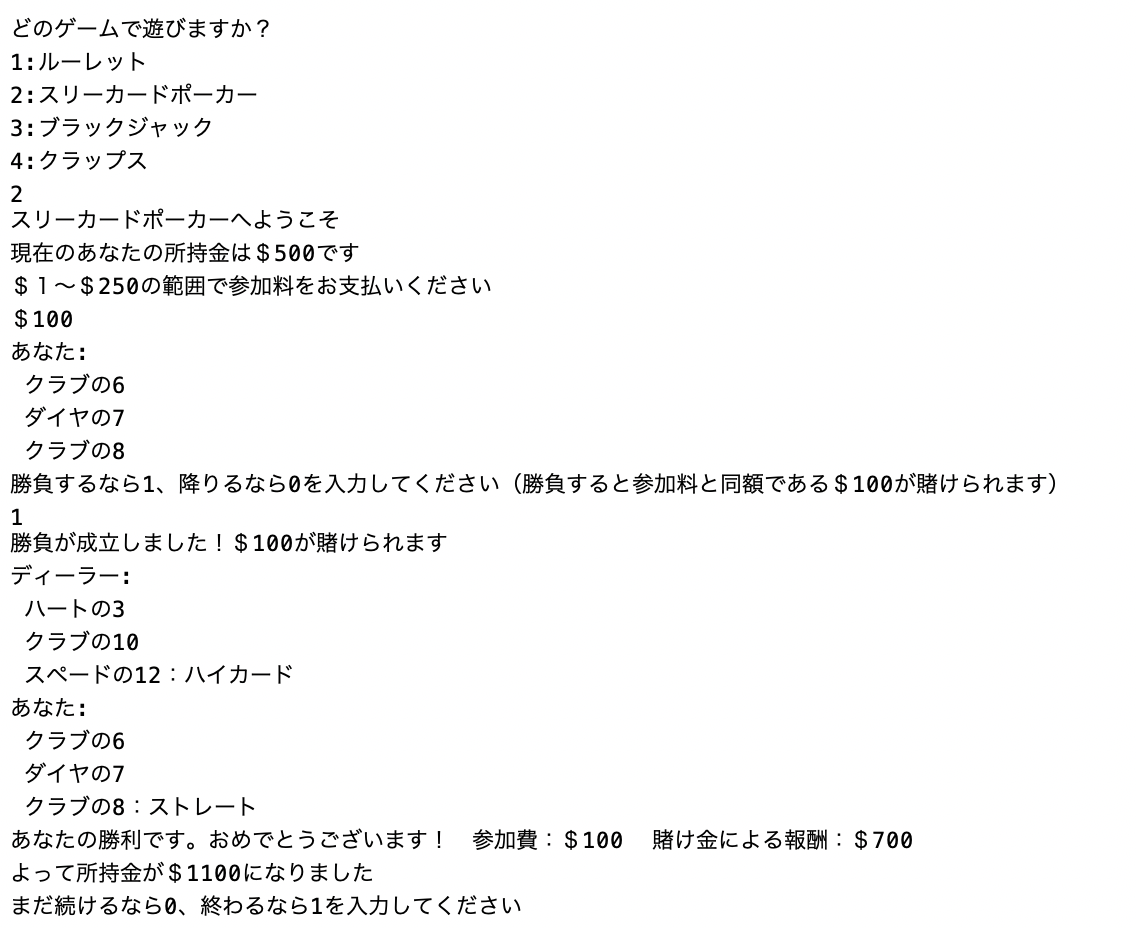 どのゲームで遊びますか？
1:ルーレット
2:スリーカードポーカー
3:ブラックジャック
4:クラップス
2
スリーカードポーカーへようこそ
現在のあなたの所持金は＄500です
＄１〜＄250の範囲で参加料をお支払いください
＄100
あなた:
クラブの6
ダイヤの7
クラブの8
勝負するなら1、降りるなら0を入力してください（勝負すると参加料と同額である＄100が賭けられます）
1
勝負が成立しました！＄100が賭けられます
ディーラー:
ハートの3
クラブの10
スペードの12：ハイカード
あなた:
クラブの6
ダイヤの7
クラブの8：ストレート
あなたの勝利です。おめでとうございます！　参加費：＄100　賭け金による報酬：＄700
よって所持金が＄1100になりました
まだ続けるなら0、終わるなら1を入力してください